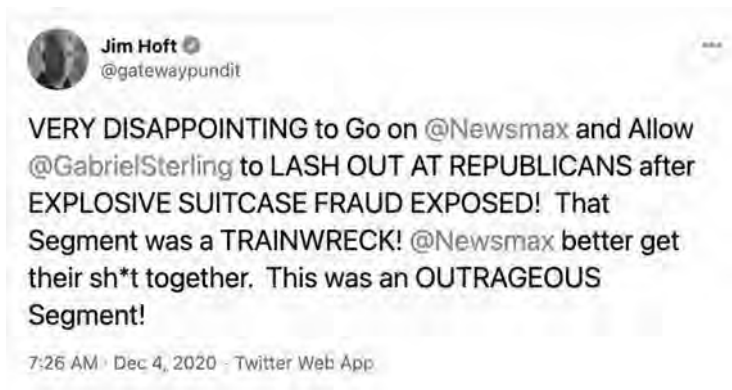 Jim Hoft
@gatewaypundit
VERY DISAPPOINTING to Go on @Newsmax and Allow
@GabrielSterling to LASH OUT AT REPUBLICANS after
EXPLOSIVE SUITCASE FRAUD EXPOSED!  That
Segment was a TRAINWRECK! @Newsmax better get
their sh*t together.  This was an OUTRAGEOUS
Segment!
7:26 AM · Dec 4, 2020 · Twitter Web App